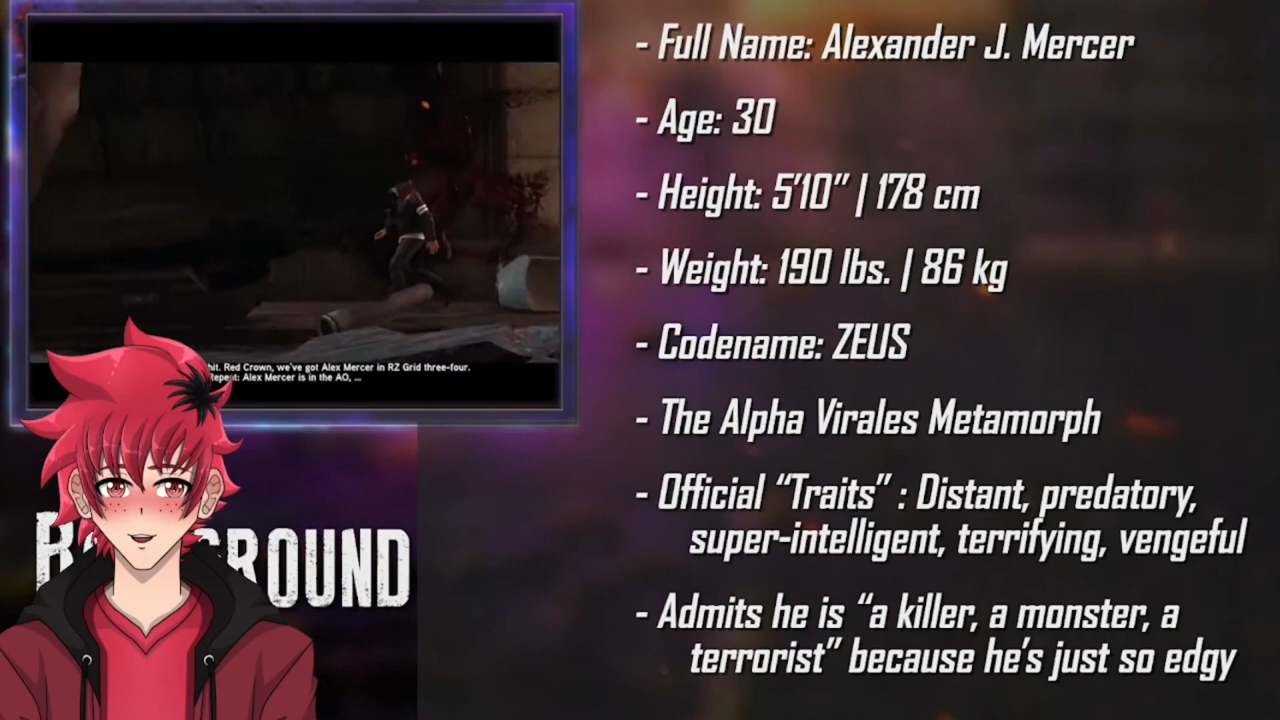 - Full Name: Alexander J. Mercer
- Age: 30
- Height: 5'10" | 178 cm
- Weight: 190 lbs. | 86 kg
- Codename: ZEUS
- The Alpha Virales Metamorph
- Official “Traits” : Distant, predatory,
super-intelligent, terrifying, vengeful
- Admits he is “a killer, a monster, a
terrorist” because he's just so edgy
Red Crown, we've got Alex Mercer in RZ Grid three-four.
Repeat: Alex Mercer is in the AO, ...